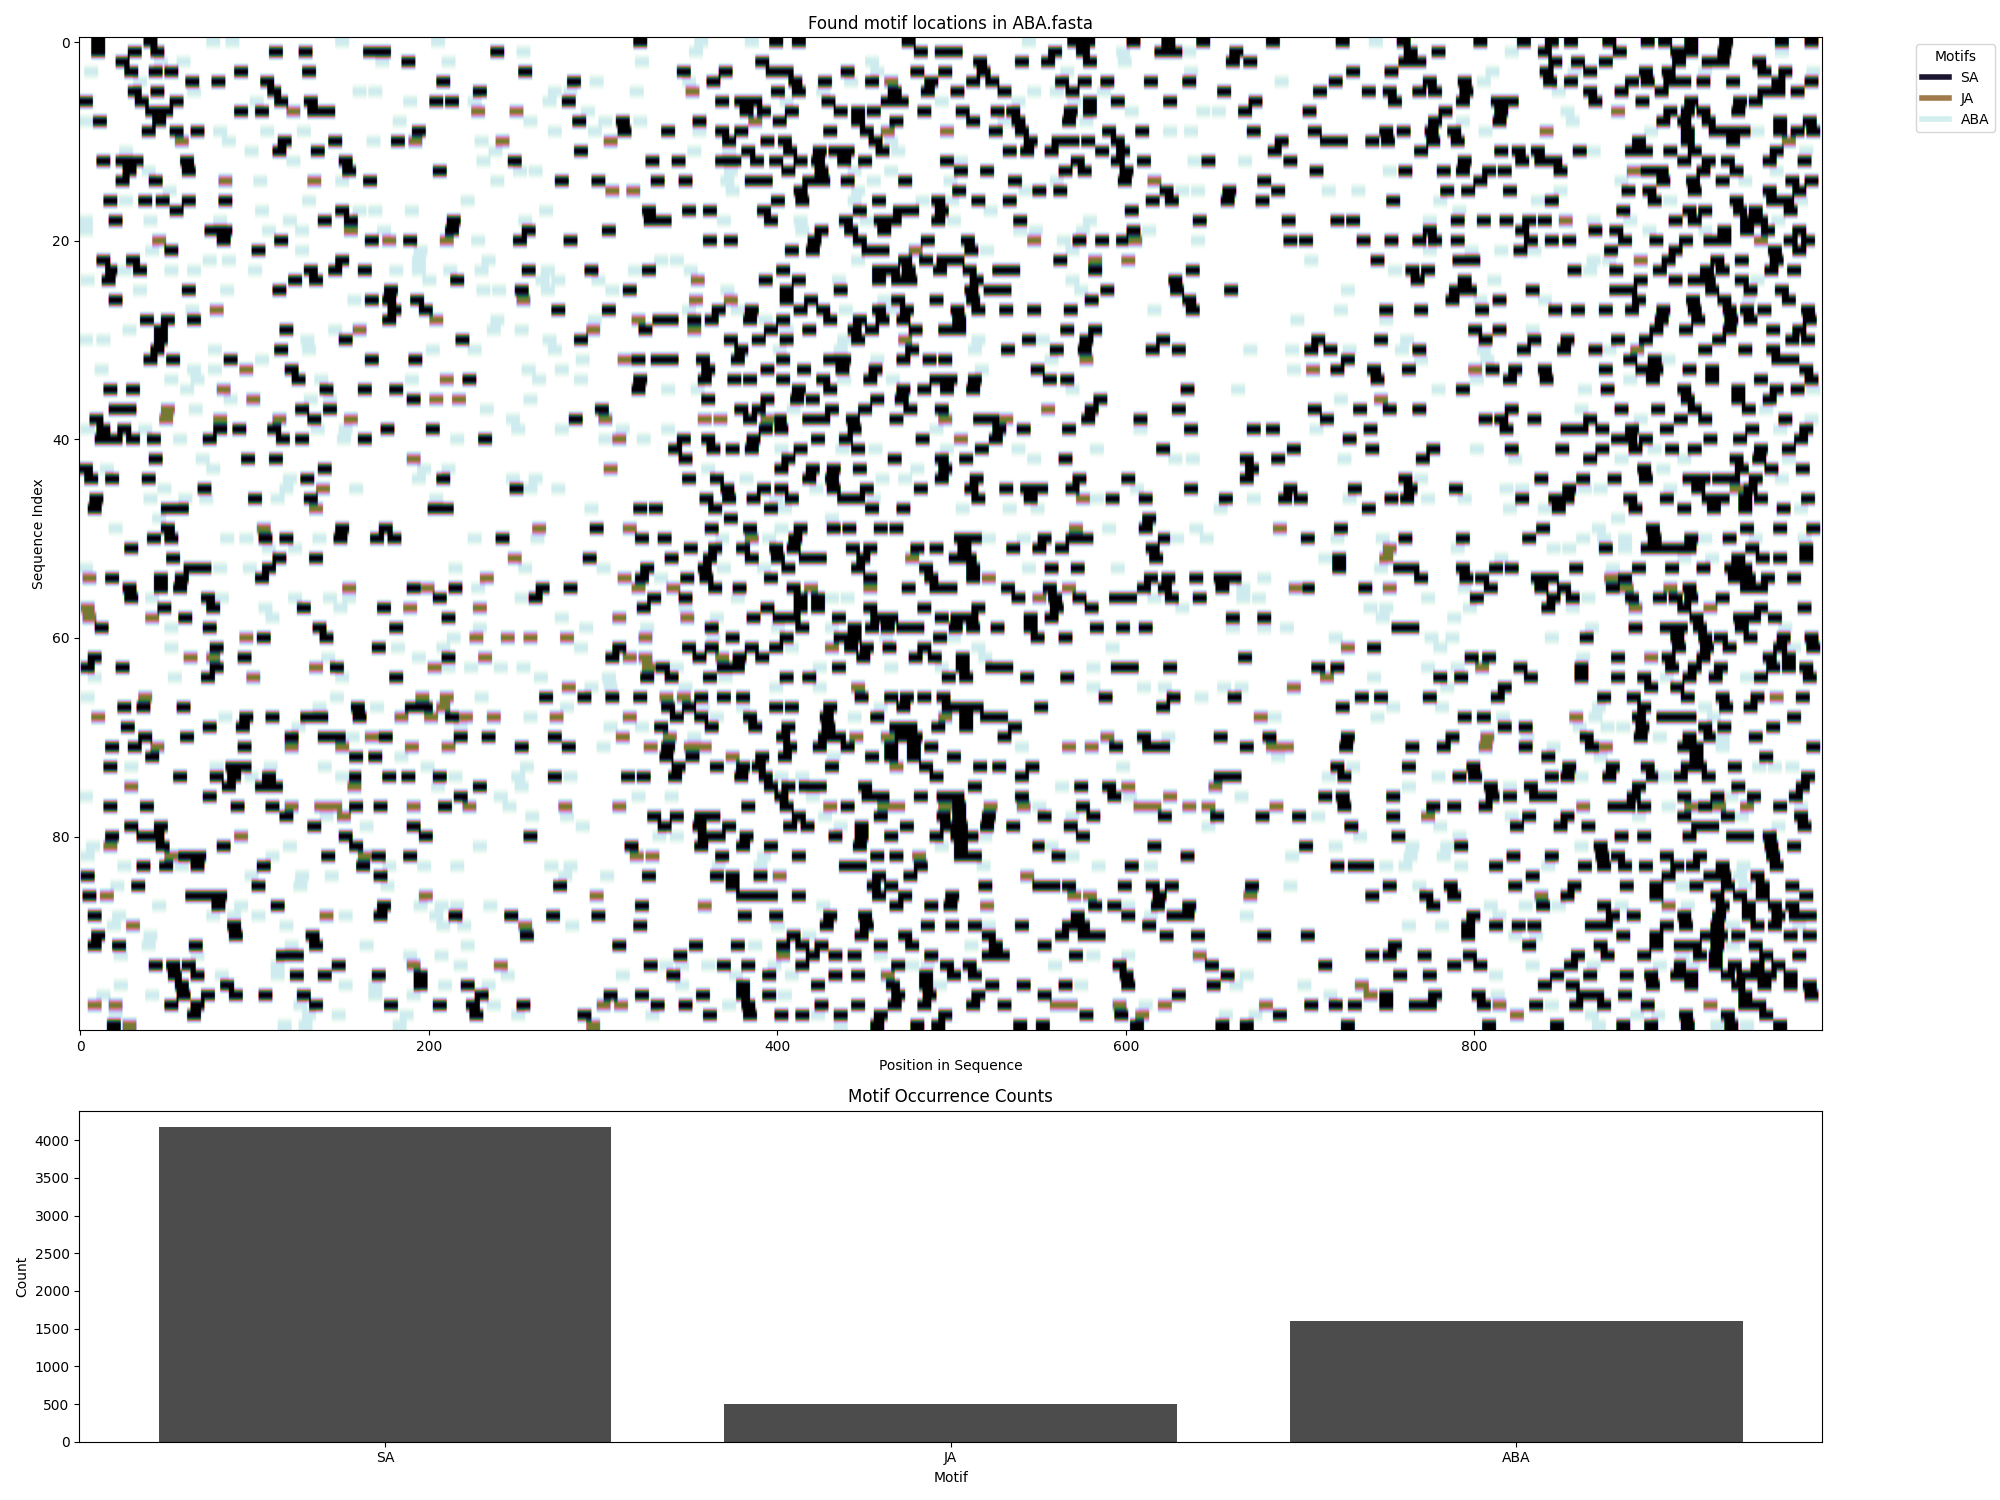 Found motif locations in ABA.fasta
Motifs
SA
JA
ABA
Sequence Index
0
20
40
60
80
0 200 400 600 800
Position in Sequence
Motif Occurrence Counts
Count
4000
3500
3000
2500
2000
1500
1000
500
0
SA JA ABA
Motif